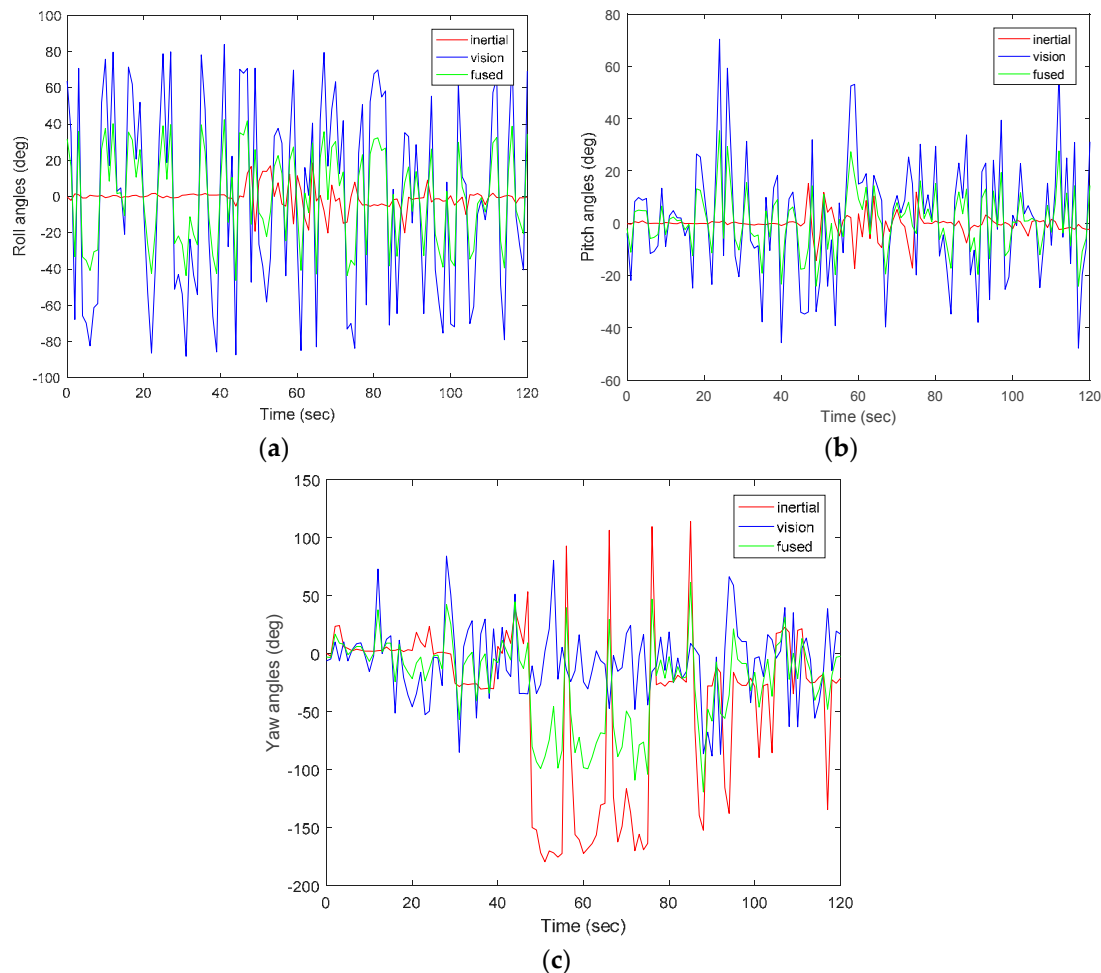 100
80
60
40
20
0
-20
-40
-60
-80
-100
Roll angles (deg)
0 20 40 60 80 100 120
Time (sec)
inertial
vision
fused
(a)
80
60
40
20
0
-20
-40
-60
Pitch angles (deg)
0 20 40 60 80 100 120
Time (sec)
inertial
vision
fused
(b)
150
100
50
0
-50
-100
-150
-200
Yaw angles (deg)
0 20 40 60 80 100 120
Time (sec)
inertial
vision
fused
(c)